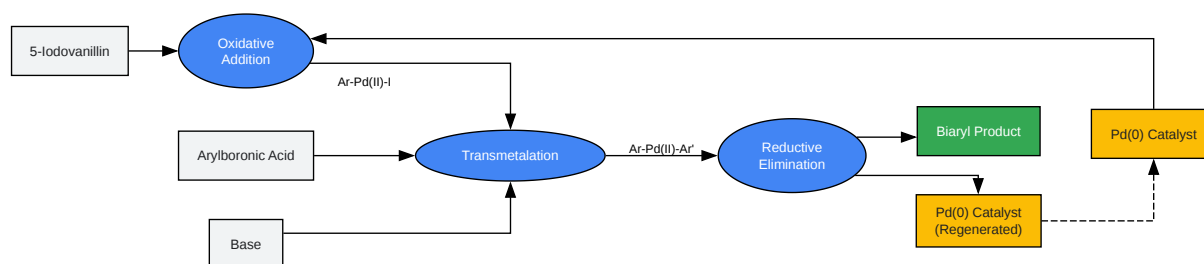 5-Iodovanillin
Oxidative
Addition
Ar-Pd(II)-I
Arylboronic Acid
Transmetalation
Ar-Pd(II)-Ar'
Reductive
Elimination
Biaryl Product
Pd(0) Catalyst
Pd(0) Catalyst
(Regenerated)
Base